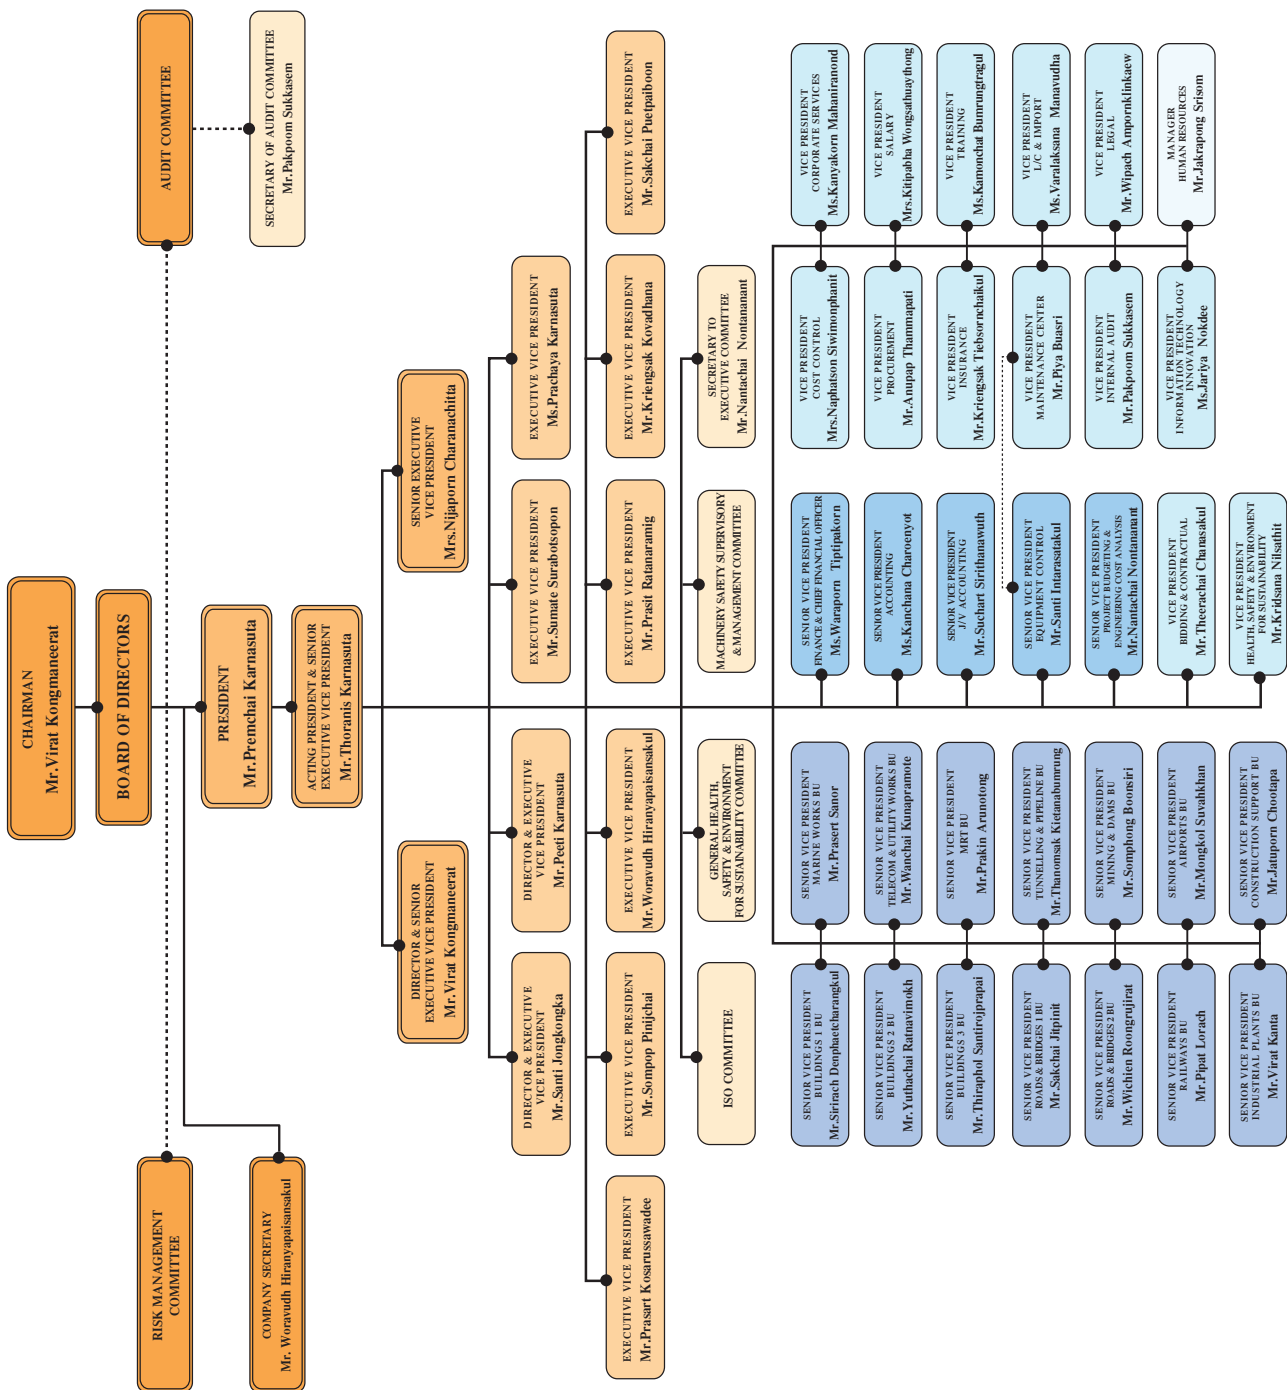 CHAIRMAN
Mr.Virat Kongmaneerat
BOARD OF DIRECTORS
RISK MANAGEMENT
COMMITTEE
AUDIT COMMITTEE
COMPANY SECRETARY
Mr. Woravudh Hiranyapaisansakul
SECRETARY OF AUDIT COMMITTEE
Mr.Pakpoom Sukkasem
PRESIDENT
Mr.Premchai Karnasuta
ACTING PRESIDENT & SENIOR
EXECUTIVE VICE PRESIDENT
Mr.Thoranis Karnasuta
DIRECTOR & SENIOR
EXECUTIVE VICE PRESIDENT
Mr.Virat Kongmaneerat
SENIOR EXECUTIVE
VICE PRESIDENT
Mrs.Nijaporn Charanachitta
DIRECTOR & EXECUTIVE
VICE PRESIDENT
Mr.Santi Jongkongka
DIRECTOR & EXECUTIVE
VICE PRESIDENT
Mr.Peeti Karnasuta
EXECUTIVE VICE PRESIDENT
Mr.Sumate Surabotsopon
EXECUTIVE VICE PRESIDENT
Ms.Prachaya Karnasuta
EXECUTIVE VICE PRESIDENT
Mr.Prasart Kosarussawadee
EXECUTIVE VICE PRESIDENT
Mr.Sompop Pinijchai
EXECUTIVE VICE PRESIDENT
Mr.Woravudh Hiranyapaisansakul
EXECUTIVE VICE PRESIDENT
Mr.Prasit Ratanaramig
EXECUTIVE VICE PRESIDENT
Mr.Kriengsak Kovadhana
EXECUTIVE VICE PRESIDENT
Mr.Sakchai Puetpaiboon
ISO COMMITTEE
GENERAL HEALTH,
SAFETY & ENVIRONMENT
FOR SUSTAINABILITY COMMITTEE
MACHINERY SAFETY SUPERVISORY
& MANAGEMENT COMMITTEE
SECRETARY TO
EXECUTIVE COMMITTEE
Mr.Nantachai Nontananant
SENIOR VICE PRESIDENT
BUILDINGS 1 BU
Mr.Sirirach Denphaetcharangkul
SENIOR VICE PRESIDENT
MARINE WORKS BU
Mr.Prasert Sanor
SENIOR VICE PRESIDENT
FINANCE & CHIEF FINANCIAL OFFICER
Ms.Waraporn Tiptipakorn
VICE PRESIDENT
COST CONTROL
Mrs.Naphatson Siwimonphanit
VICE PRESIDENT
CORPORATE SERVICES
Ms.Kanyakorn Mahaniranond
SENIOR VICE PRESIDENT
BUILDINGS 2 BU
Mr.Yuthachai Ratnavimokh
SENIOR VICE PRESIDENT
TELECOM & UTILITY WORKS BU
Mr.Wanchai Kunapramote
SENIOR VICE PRESIDENT
ACCOUNTING
Ms.Kanchana Charoenyot
VICE PRESIDENT
PROCUREMENT
Mr.Anupap Thammapati
VICE PRESIDENT
SALARY
Mrs.Kitipabha Wongsathuaythong
SENIOR VICE PRESIDENT
BUILDINGS 3 BU
Mr.Thiraphol Santirojprapai
SENIOR VICE PRESIDENT
MRT BU
Mr.Prakin Arunotong
SENIOR VICE PRESIDENT
J/V ACCOUNTING
Mr.Suchart Sirithanawuth
VICE PRESIDENT
INSURANCE
Mr.Kriengsak Tiebsornchaikul
VICE PRESIDENT
TRAINING
Ms.Kamonchat Bumrungtragul
SENIOR VICE PRESIDENT
ROADS & BRIDGES 1 BU
Mr.Sakchai Jitpinit
SENIOR VICE PRESIDENT
TUNNELLING & PIPELINE BU
Mr.Thanomsak Kietanabumrung
SENIOR VICE PRESIDENT
EQUIPMENT CONTROL
Mr.Santi Intarasatakul
VICE PRESIDENT
MAINTENANCE CENTER
Mr.Piya Buasri
VICE PRESIDENT
L/C & IMPORT
Ms.Varalaksana Manavudha
SENIOR VICE PRESIDENT
ROADS & BRIDGES 2 BU
Mr.Wichien Roongrujirat
SENIOR VICE PRESIDENT
MINING & DAMS BU
Mr.Somphong Boonsiri
SENIOR VICE PRESIDENT
PROJECT BUDGETING &
ENGINEERING COST ANALYSIS
Mr.Nantachai Nontananant
VICE PRESIDENT
INTERNAL AUDIT
Mr.Pakpoom Sukkasem
VICE PRESIDENT
LEGAL
Mr.Wipach Ampornklinkaew
SENIOR VICE PRESIDENT
RAILWAYS BU
Mr.Pipat Lorach
SENIOR VICE PRESIDENT
AIRPORTS BU
Mr.Mongkol Suvahkhan
VICE PRESIDENT
BIDDING & CONTRACTUAL
Mr.Theerachai Chanasakul
VICE PRESIDENT
INFORMATION TECHNOLOGY
INNOVATION
Ms.Jariya Nokdee
MANAGER
HUMAN RESOURCES
Mr.Jakrapong Srisom
SENIOR VICE PRESIDENT
INDUSTRIAL PLANTS BU
Mr.Virat Kanta
SENIOR VICE PRESIDENT
CONSTRUCTION SUPPORT BU
Mr.Jatuporn Chootapa
VICE PRESIDENT
HEALTH, SAFETY & ENVIRONMENT
FOR SUSTAINABILITY
Mr.Kridsana Nilsathit